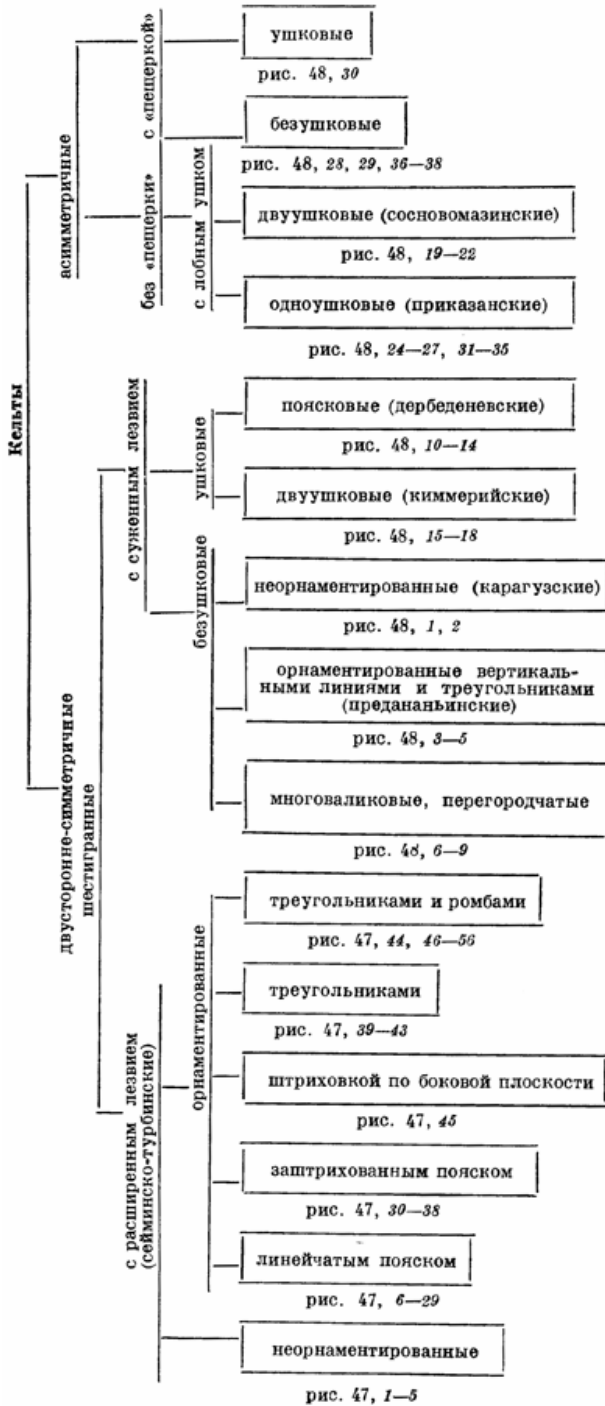 Кельты
асимметричные
с «пещеркой»
ушковые
рис. 48, 30
без «пещерки»
безушковые
рис. 48, 28, 29, 36—38
с лобным ушком
двуушковые (сосновомазинские)
рис. 48, 19—22
одноушковые (приказанские)
рис. 48, 24—27, 31—35
двусторонне-симметричные
шестигранные
с суженным лезвием
ушковые
поясковые (дербеденевские)
рис. 48, 10—14
двуушковые (киммерийские)
рис. 48, 15—18
безушковые
неорнаментированные (карагузские)
рис. 48, 1, 2
орнаментированные вертикаль-
ными линиями и треугольниками
(предананьинские)
рис. 48, 3—5
многоваликовые, перегородчатые
рис. 48, 6—9
с расширенным лезвием
(сейминско-турбинские)
орнаментированные
треугольниками и ромбами
рис. 47, 44, 46—56
треугольниками
рис. 47, 39—43
штриховкой по боковой плоскости
рис. 47, 45
заштрихованным пояском
рис. 47, 30—38
линейчатым пояском
рис. 47, 6—29
неорнаментированные
рис. 47, 1—5